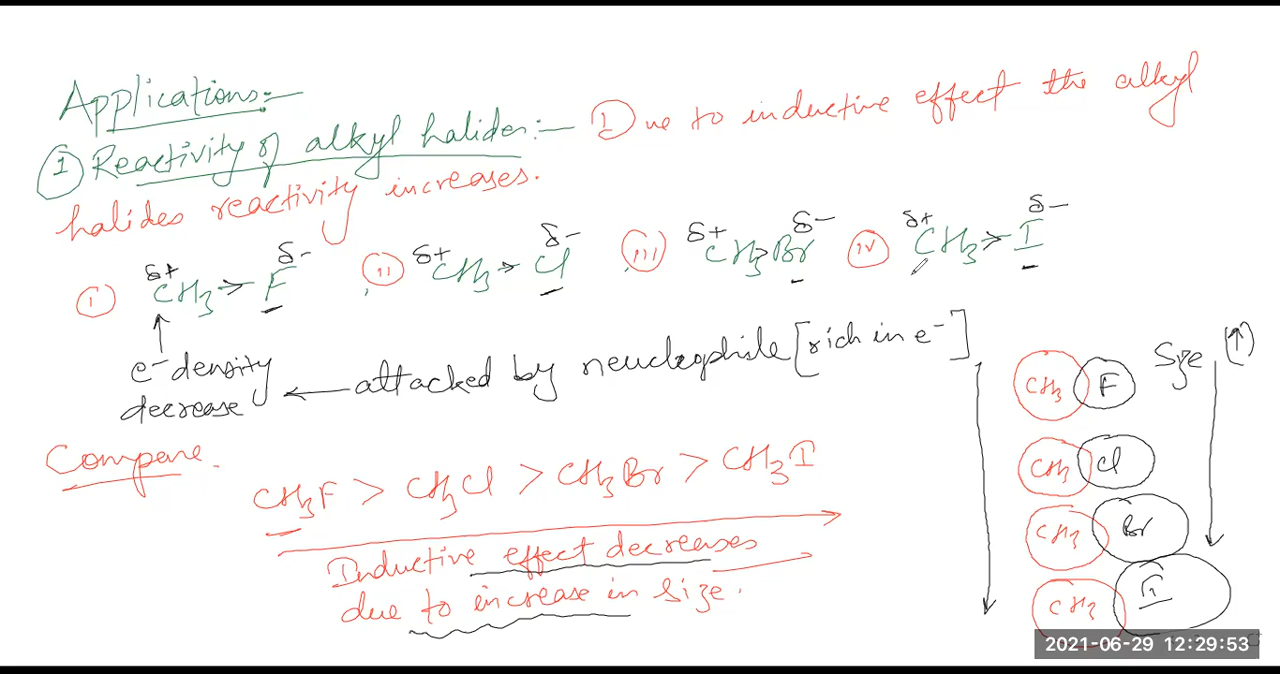 Applications:-
① Reactivity of alkyl halides:- ① Due to inductive effect the alkyl
halides reactivity increases.
(i) δ+ CH3 > F δ- , (ii) δ+ CH3 > Cl δ- , (iii) δ+ CH3 > Br δ- (iv) δ+ CH3 > I δ-
↑
e- density ← attacked by neucleophile [rich in e-]
decrease
Compare.
CH3F > CH3Cl > CH3Br > CH3I
Inductive effect decreases
due to increase in size.
Size (↑)
CH3 F
CH3 Cl
CH3 Br
CH3 I
2021-06-29 12:29:53